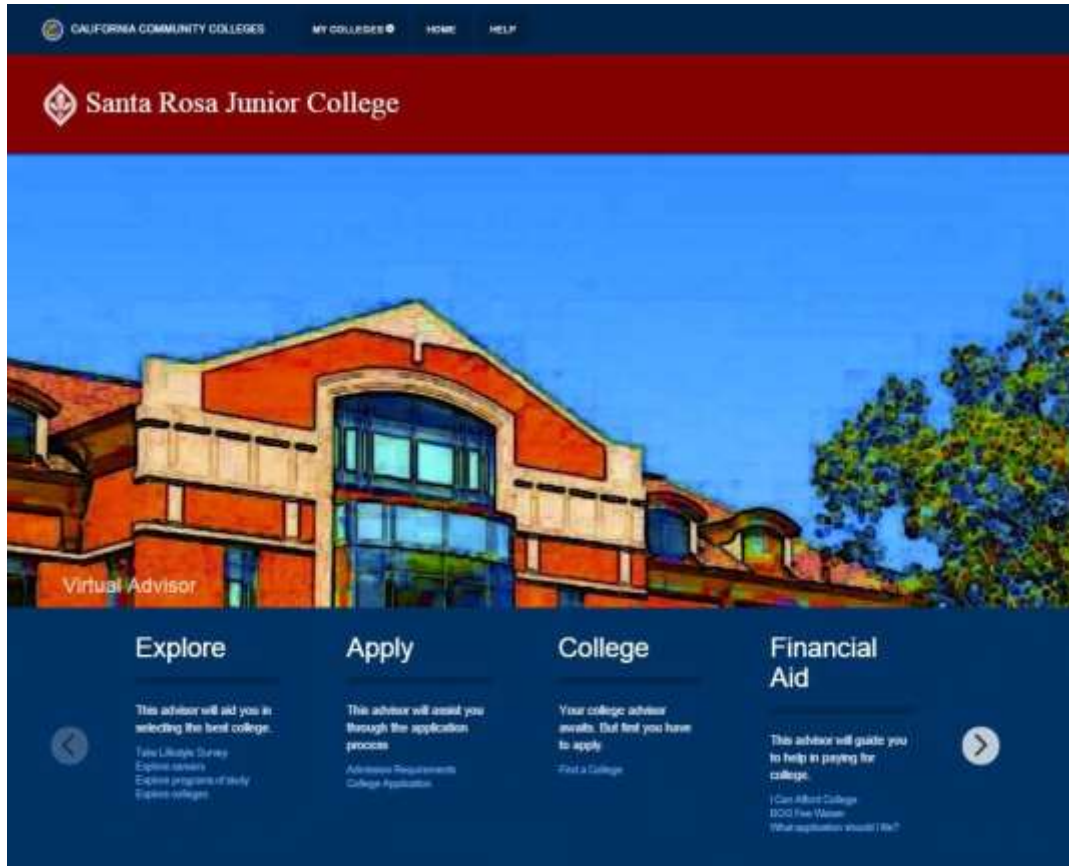 CALIFORNIA COMMUNITY COLLEGES MY COLLEGES HOME HELP
Santa Rosa Junior College
Virtual Advisor
Explore
This advisor will aid you in
selecting the best college.
Take Lifestyle Survey
Explore careers
Explore programs of study
Explore colleges
Apply
This advisor will assist you
through the application
process
Admission Requirements
College Application
College
Your college advisor
awaits. But first you have
to apply.
Find a College
Financial
Aid
This advisor will guide you
to help in paying for
college.
I Can Afford College
BOG Fee Waiver
What application should I file?